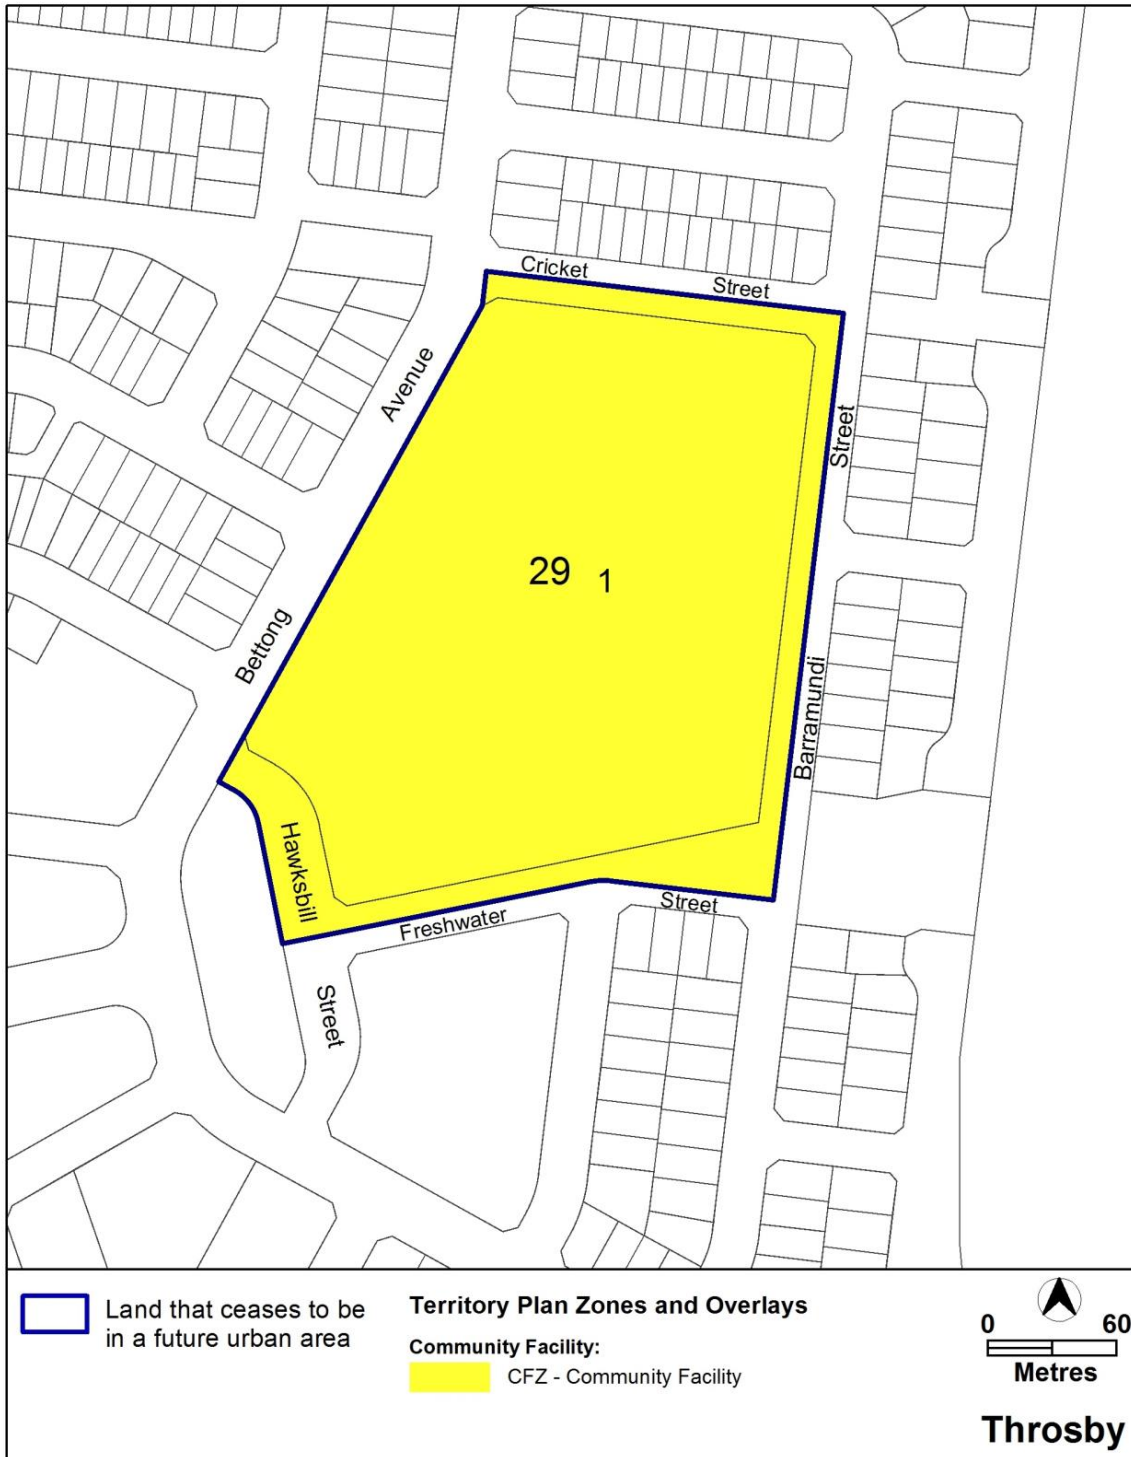 Cricket
Street
Avenue
Street
29 1
Bettong
Barramundi
Hawksbill
Street
Freshwater
Street
Land that ceases to be
in a future urban area
Territory Plan Zones and Overlays
Community Facility:
CFZ - Community Facility
0 60
Metres
Throsby